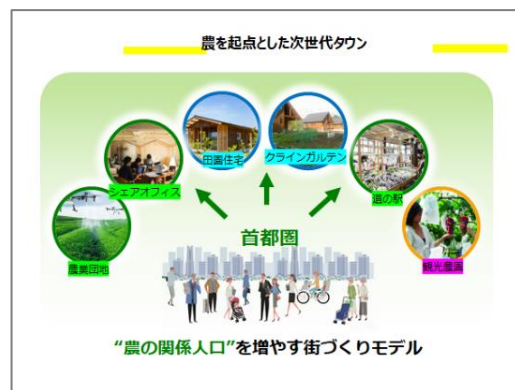 農を起点とした次世代タウン
田園住宅
クラインガルテン
シェアオフィス
道の駅
農業団地
首都圏
観光農園
“農の関係人口”を増やす街づくりモデル